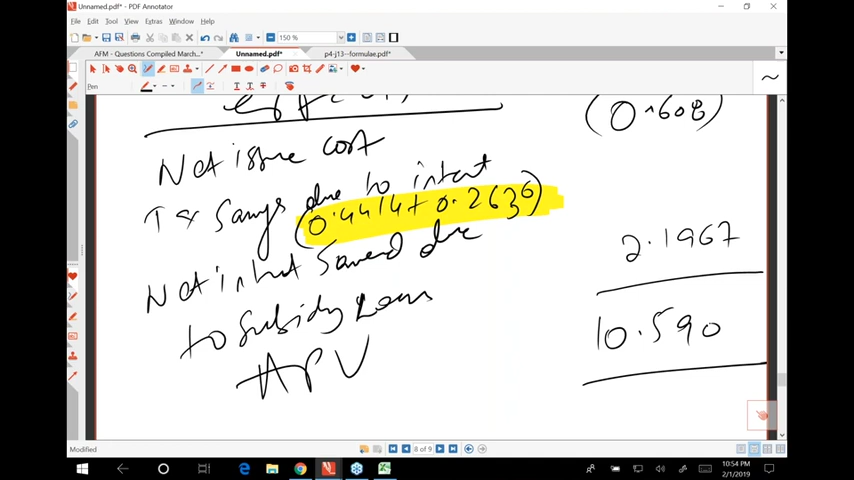 Unnamed.pdf* - PDF Annotator
File Edit Tool View Extras Window Help
150 %
AFM - Questions Compiled March...* Unnamed.pdf* p4-j13--formulae.pdf*
Pen
(0.608)
Net issue cost
Tax Savings due to interest
(0.4414+0.2636)
Net interest Saved due
2.1967
to Subsidy Loan
10.590
APV
8 of 9
Modified
10:54 PM
2/1/2019